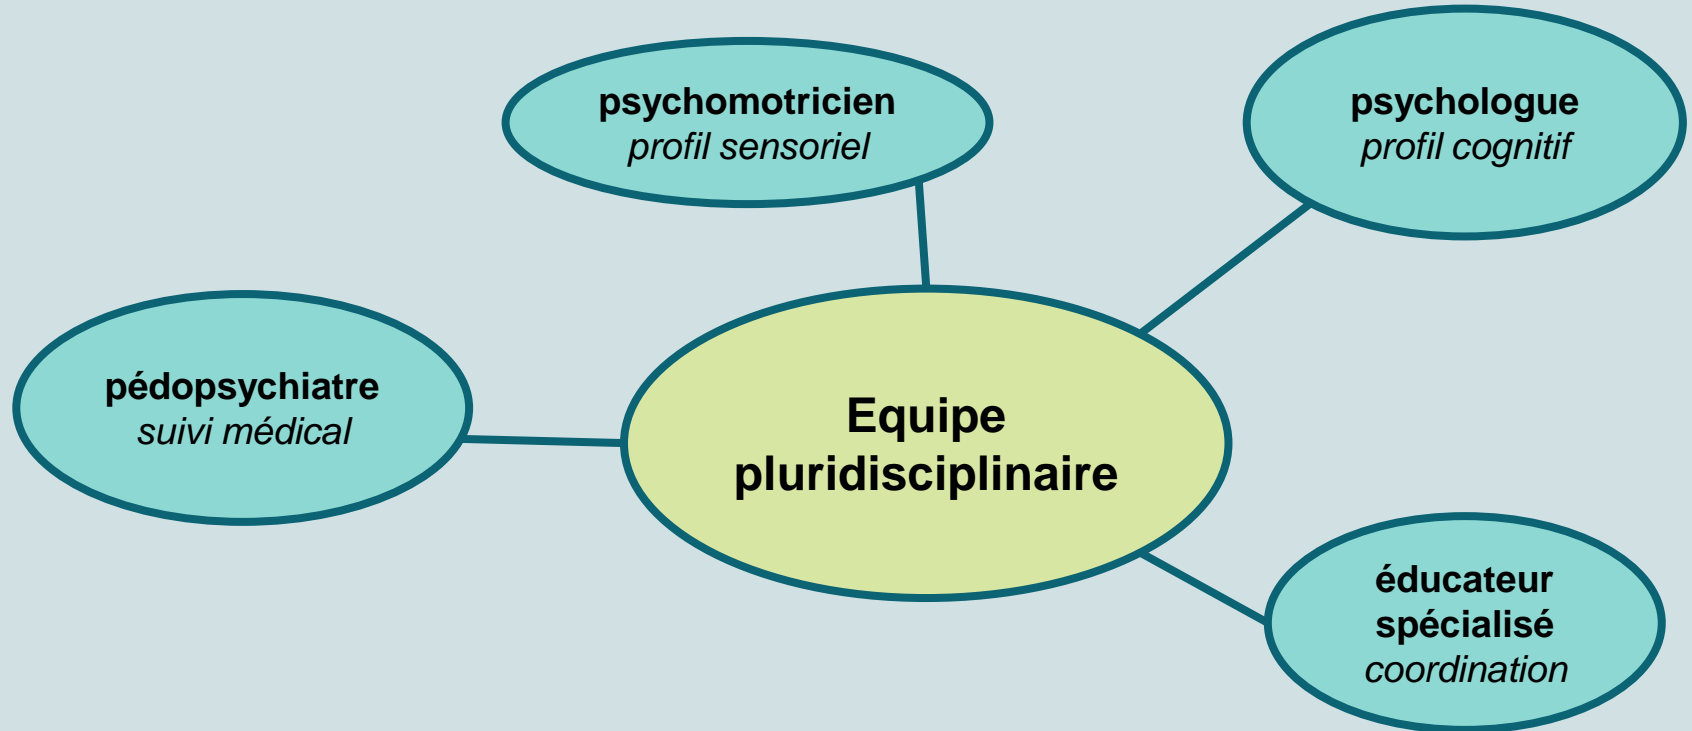 psychomotricien
profil sensoriel
psychologue
profil cognitif
pédopsychiatre
suivi médical
Equipe
pluridisciplinaire
éducateur
spécialisé
coordination